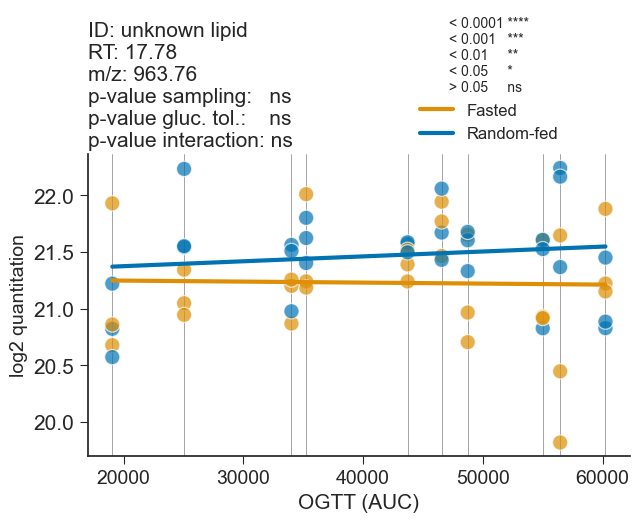 ID: unknown lipid
RT: 17.78
m/z: 963.76
p-value sampling: ns
p-value gluc. tol.: ns
p-value interaction: ns
< 0.0001 ****
< 0.001 ***
< 0.01 **
< 0.05 *
> 0.05 ns
Fasted
Random-fed
log2 quantitation
22.0
21.5
21.0
20.5
20.0
20000 30000 40000 50000 60000
OGTT (AUC)